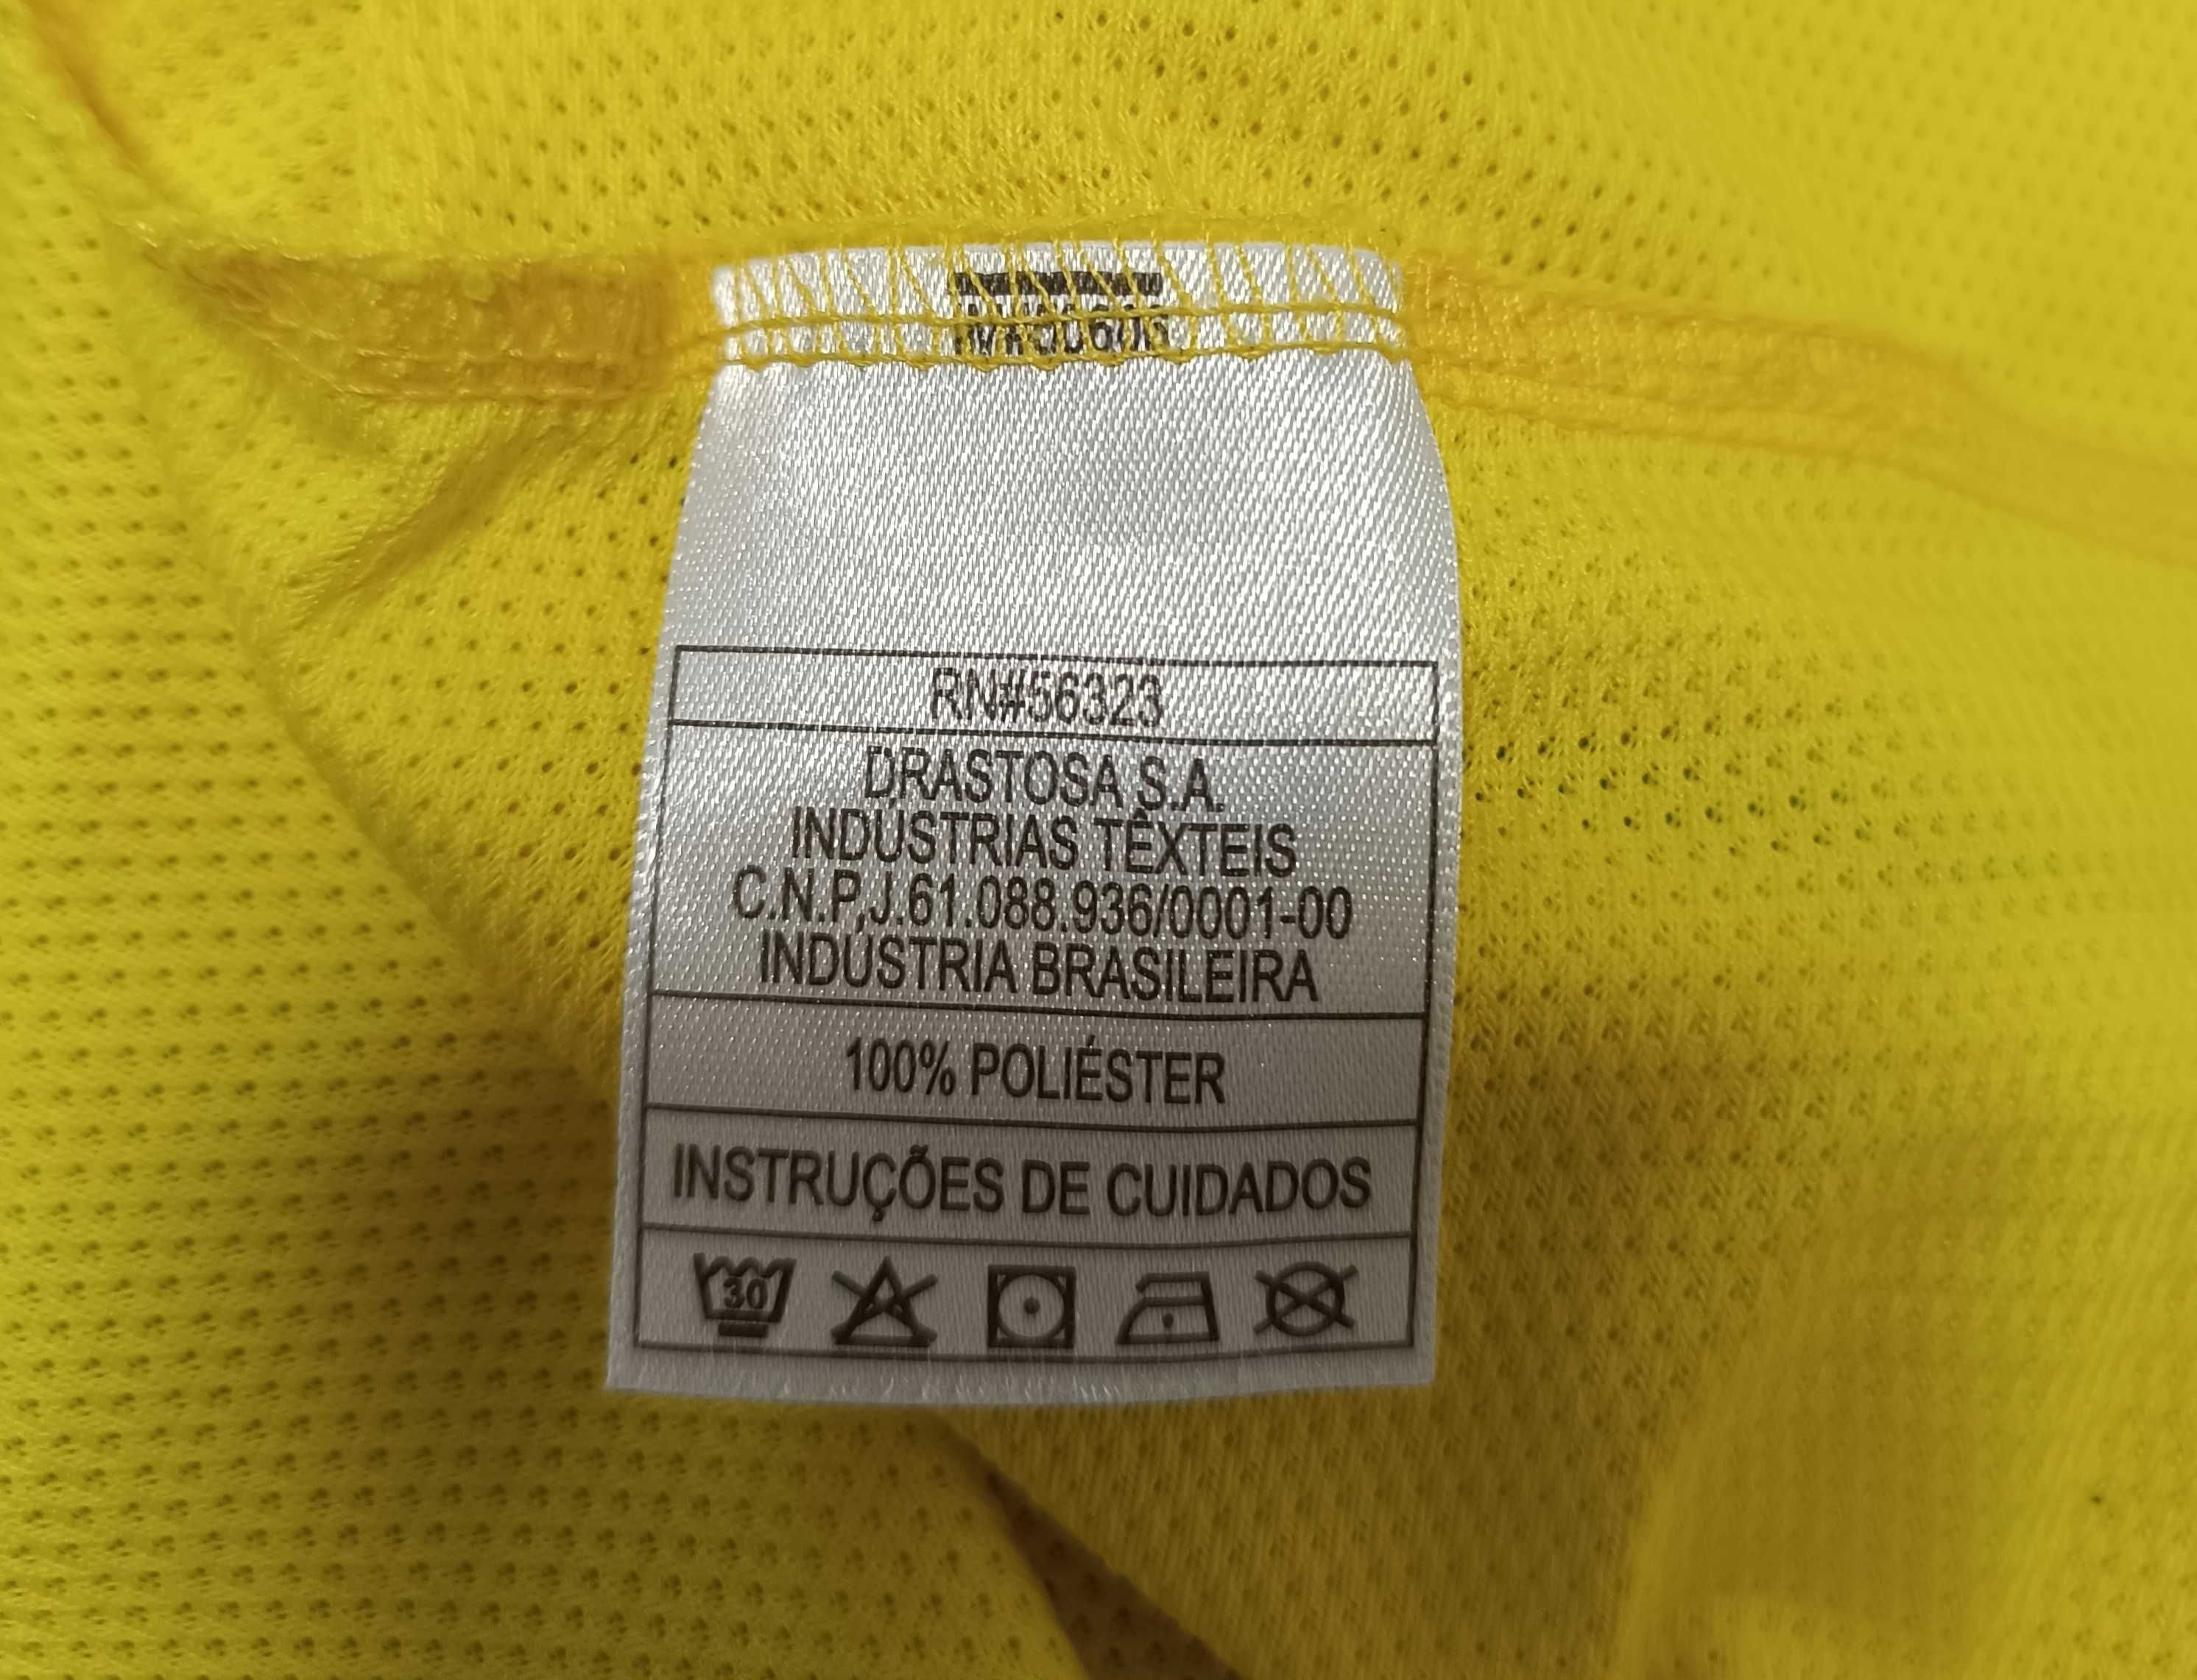 RN#56323
DRASTOSA S.A.
INDÚSTRIAS TÊXTEIS
C.N.P.J.61.088.936/0001-00
INDÚSTRIA BRASILEIRA
100% POLIÉSTER
INSTRUÇÕES DE CUIDADOS
30